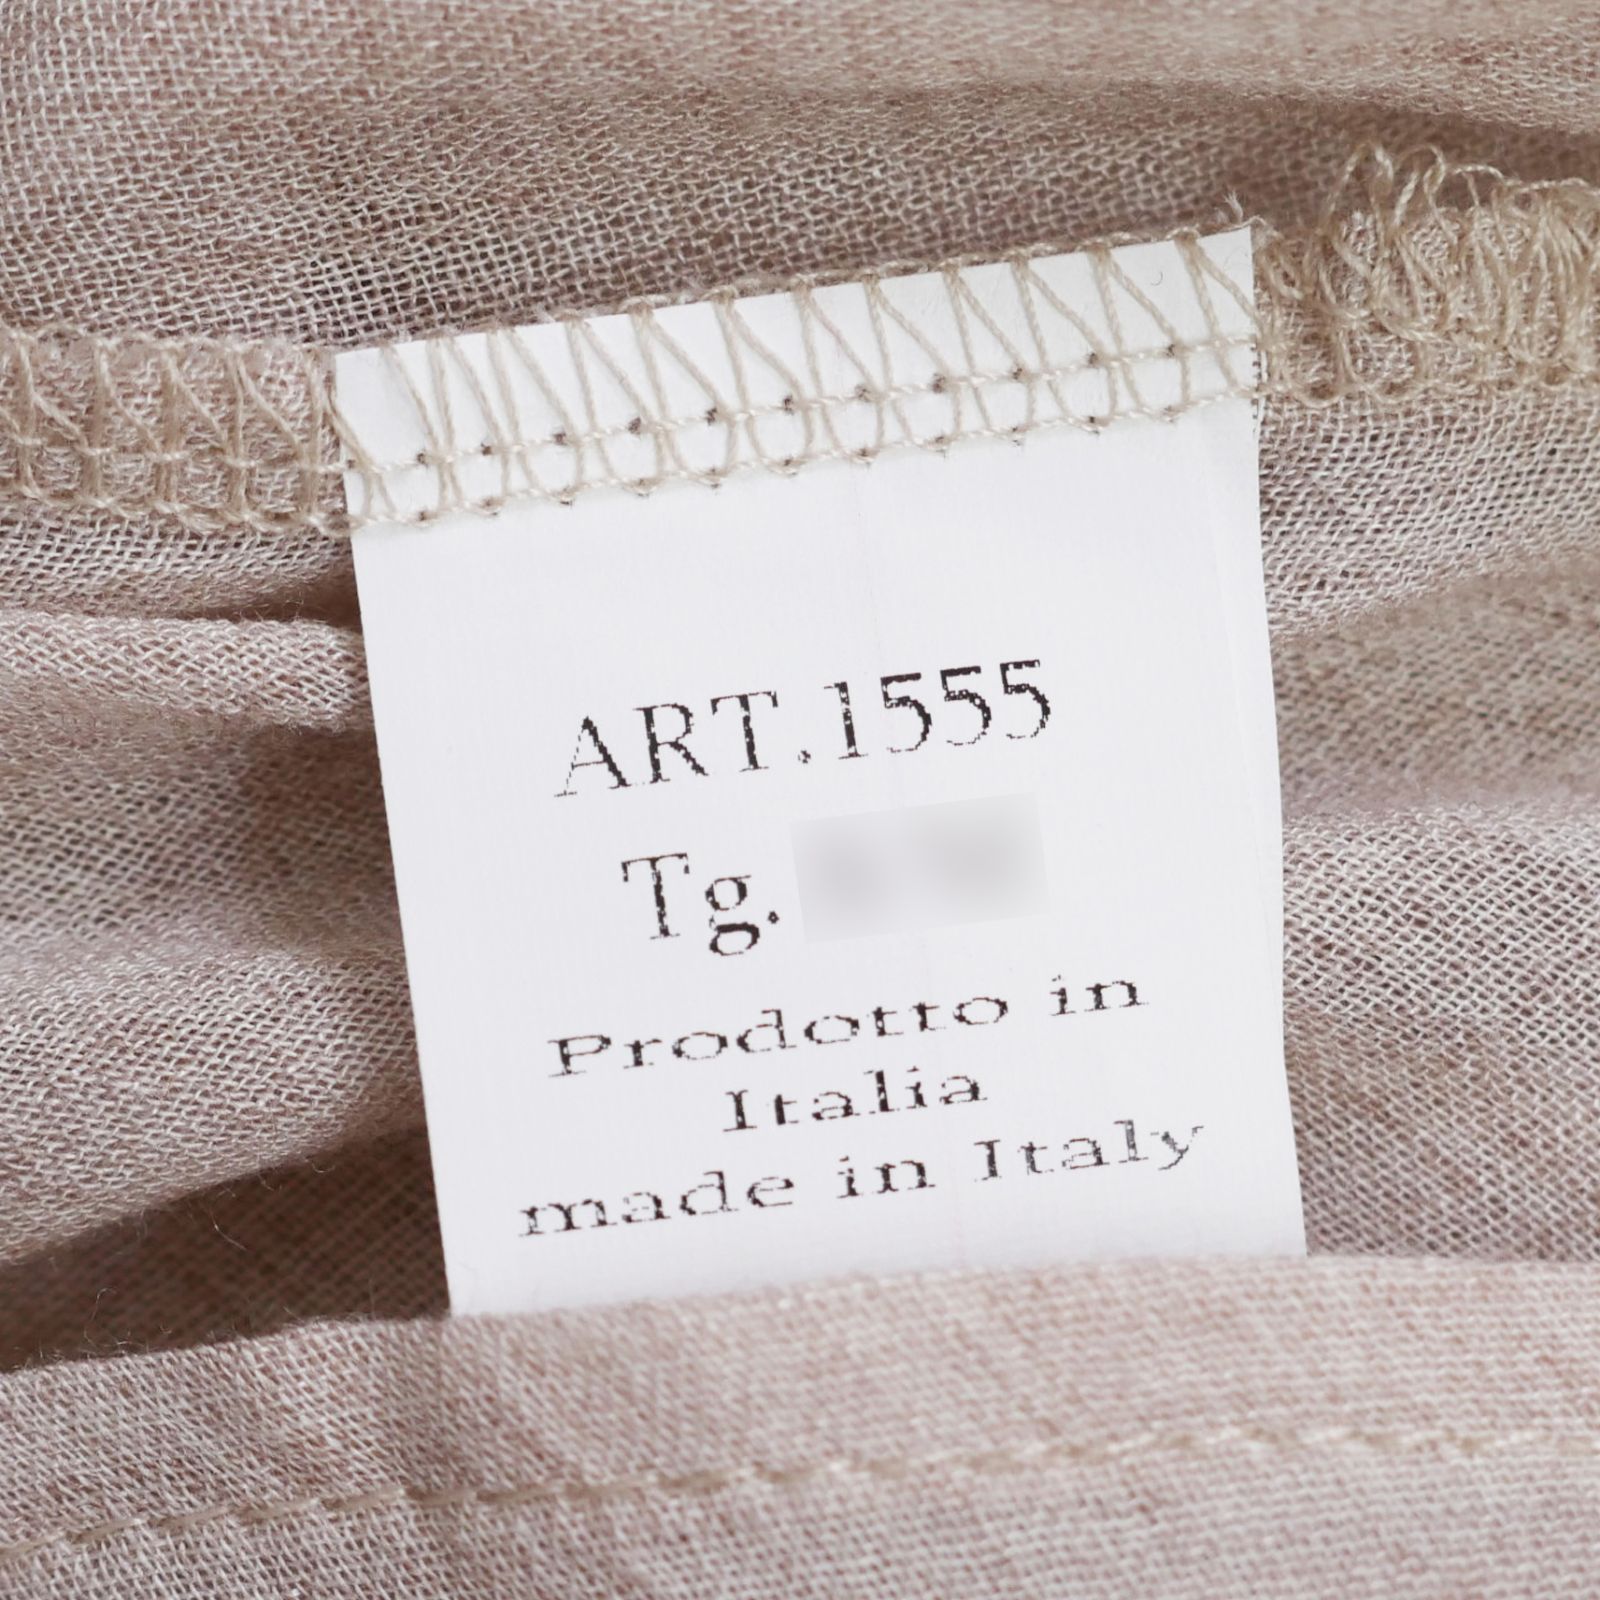 ART.1555
Tg.
Prodotto in
Italia
made in Italy